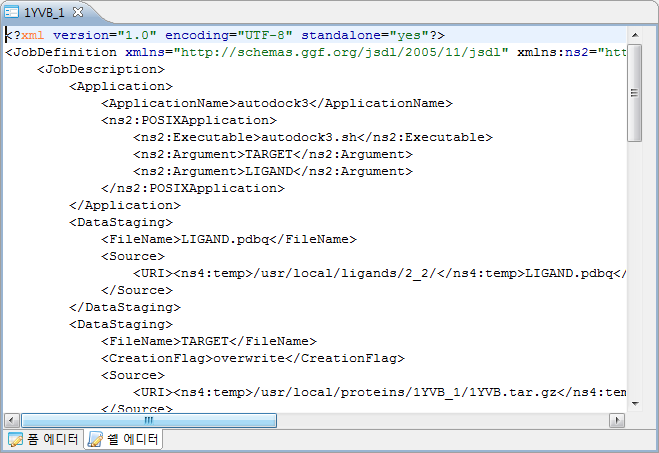 1YVB_1
<?xml version="1.0" encoding="UTF-8" standalone="yes"?>
<JobDefinition xmlns="http://schemas.ggf.org/jsdl/2005/11/jsdl" xmlns:ns2="htt
<JobDescription>
<Application>
<ApplicationName>autodock3</ApplicationName>
<ns2:POSIXApplication>
<ns2:Executable>autodock3.sh</ns2:Executable>
<ns2:Argument>TARGET</ns2:Argument>
<ns2:Argument>LIGAND</ns2:Argument>
</ns2:POSIXApplication>
</Application>
<DataStaging>
<FileName>LIGAND.pdbq</FileName>
<Source>
<URI><ns4:temp>/usr/local/ligands/2_2/</ns4:temp>LIGAND.pdbq</
</Source>
</DataStaging>
<DataStaging>
<FileName>TARGET</FileName>
<CreationFlag>overwrite</CreationFlag>
<Source>
<URI><ns4:temp>/usr/local/proteins/1YVB_1/1YVB.tar.gz</ns4:tem
</Source>
폼 에디터 쉘 에디터